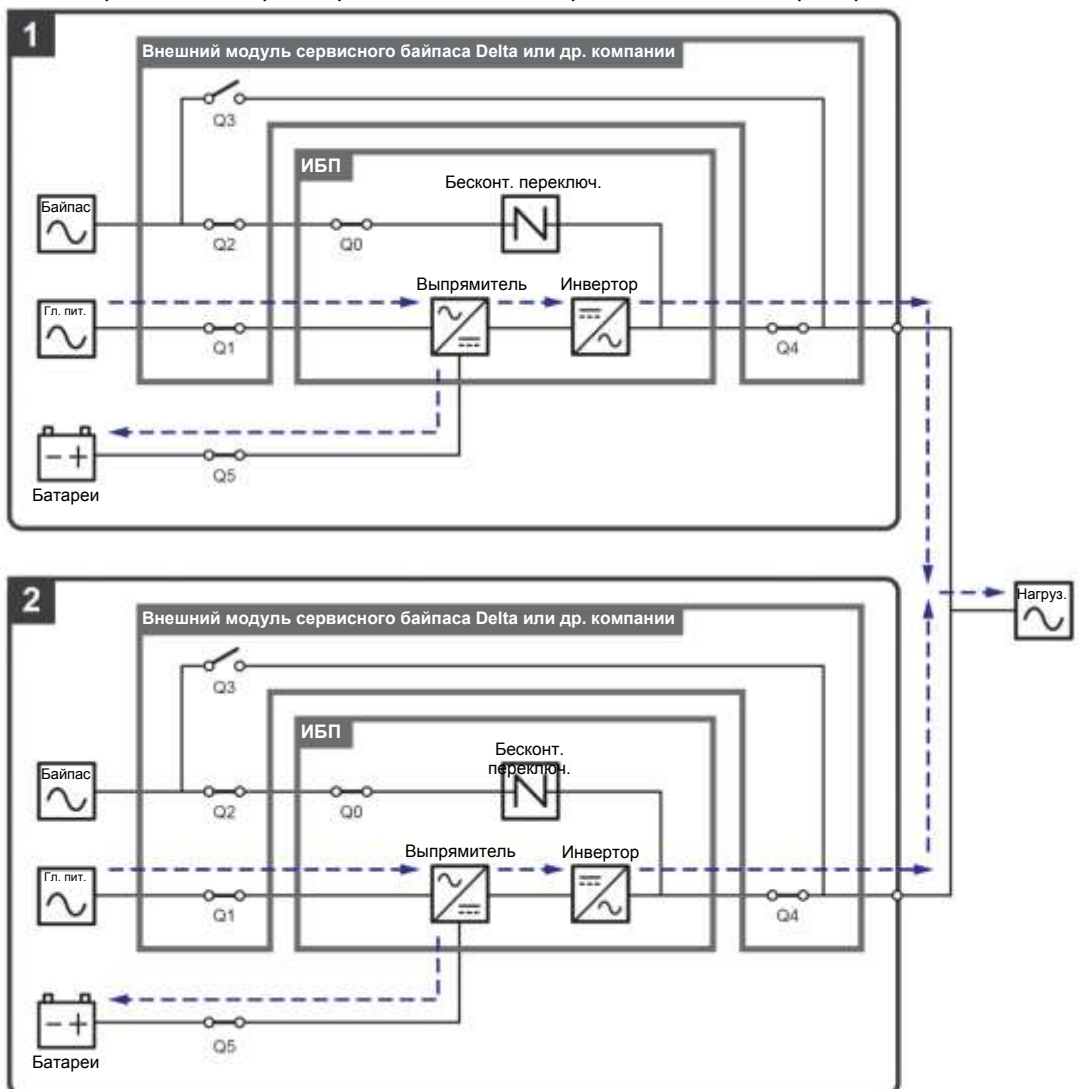 1
Внешний модуль сервисного байпаса Delta или др. компании
Q3
ИБП
Бесконт. переключ.
Байпас
Q2
Q0
Выпрямитель
Инвертор
Гл. пит.
Q1
Q4
Q5
Батареи
2
Нагруз.
Внешний модуль сервисного байпаса Delta или др. компании
Q3
ИБП
Бесконт.
переключ.
Байпас
Q2
Q0
Выпрямитель
Инвертор
Гл. пит.
Q1
Q4
Q5
Батареи